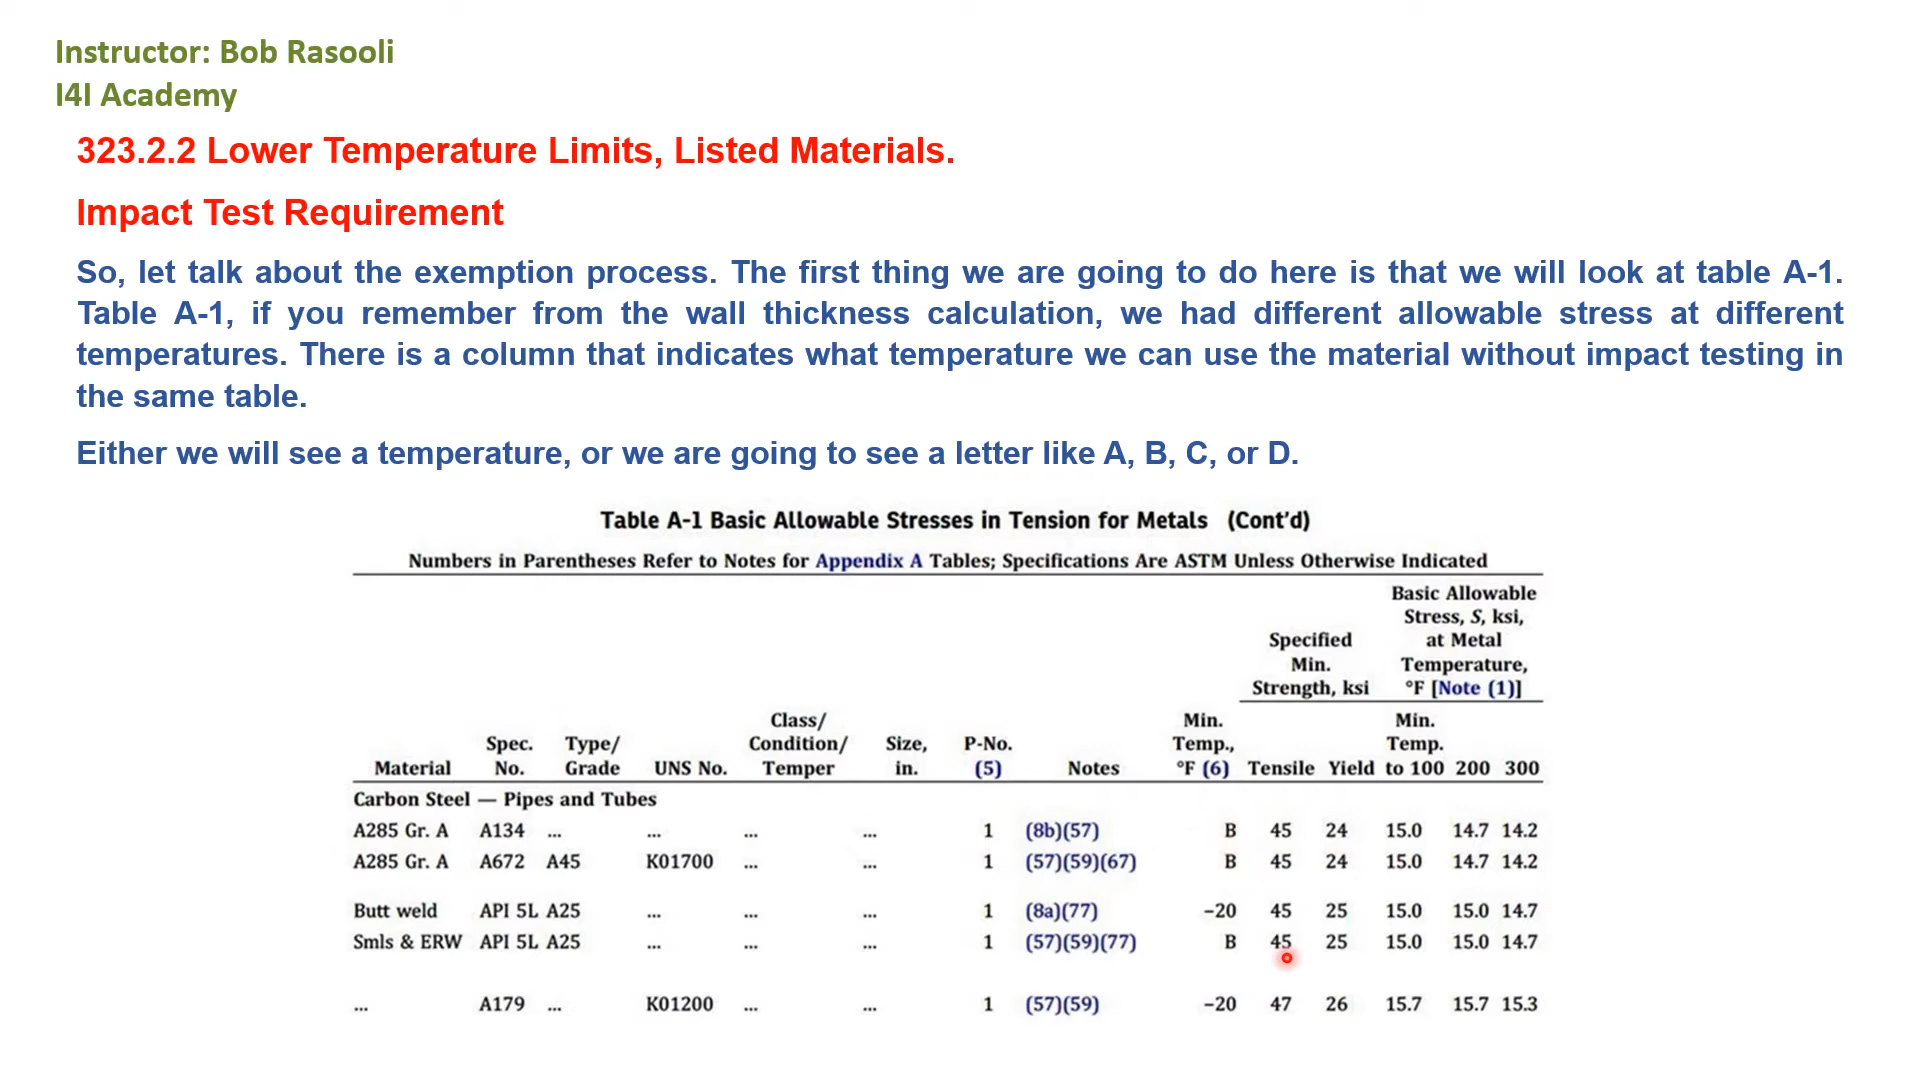 Instructor: Bob Rasooli
I4I Academy
323.2.2 Lower Temperature Limits, Listed Materials.
Impact Test Requirement
So, let talk about the exemption process. The first thing we are going to do here is that we will look at table A-1.
Table A-1, if you remember from the wall thickness calculation, we had different allowable stress at different
temperatures. There is a column that indicates what temperature we can use the material without impact testing in
the same table.
Either we will see a temperature, or we are going to see a letter like A, B, C, or D.
Table A-1 Basic Allowable Stresses in Tension for Metals (Cont’d)
Numbers in Parentheses Refer to Notes for Appendix A Tables; Specifications Are ASTM Unless Otherwise Indicated
Basic Allowable
Stress, S, ksi,
Specified at Metal
Min. Temperature,
Strength, ksi °F [Note (1)]
Class/ Min. Min.
Spec. Type/ Condition/ Size, P-No. Temp., Temp.
Material No. Grade UNS No. Temper in. (5) Notes °F (6) Tensile Yield to 100 200 300
Carbon Steel — Pipes and Tubes
A285 Gr. A A134 ... ... ... ... 1 (8b)(57) B 45 24 15.0 14.7 14.2
A285 Gr. A A672 A45 K01700 ... ... 1 (57)(59)(67) B 45 24 15.0 14.7 14.2
Butt weld API 5L A25 ... ... ... 1 (8a)(77) −20 45 25 15.0 15.0 14.7
Smls & ERW API 5L A25 ... ... ... 1 (57)(59)(77) B 45 25 15.0 15.0 14.7
... A179 ... K01200 ... ... 1 (57)(59) −20 47 26 15.7 15.7 15.3